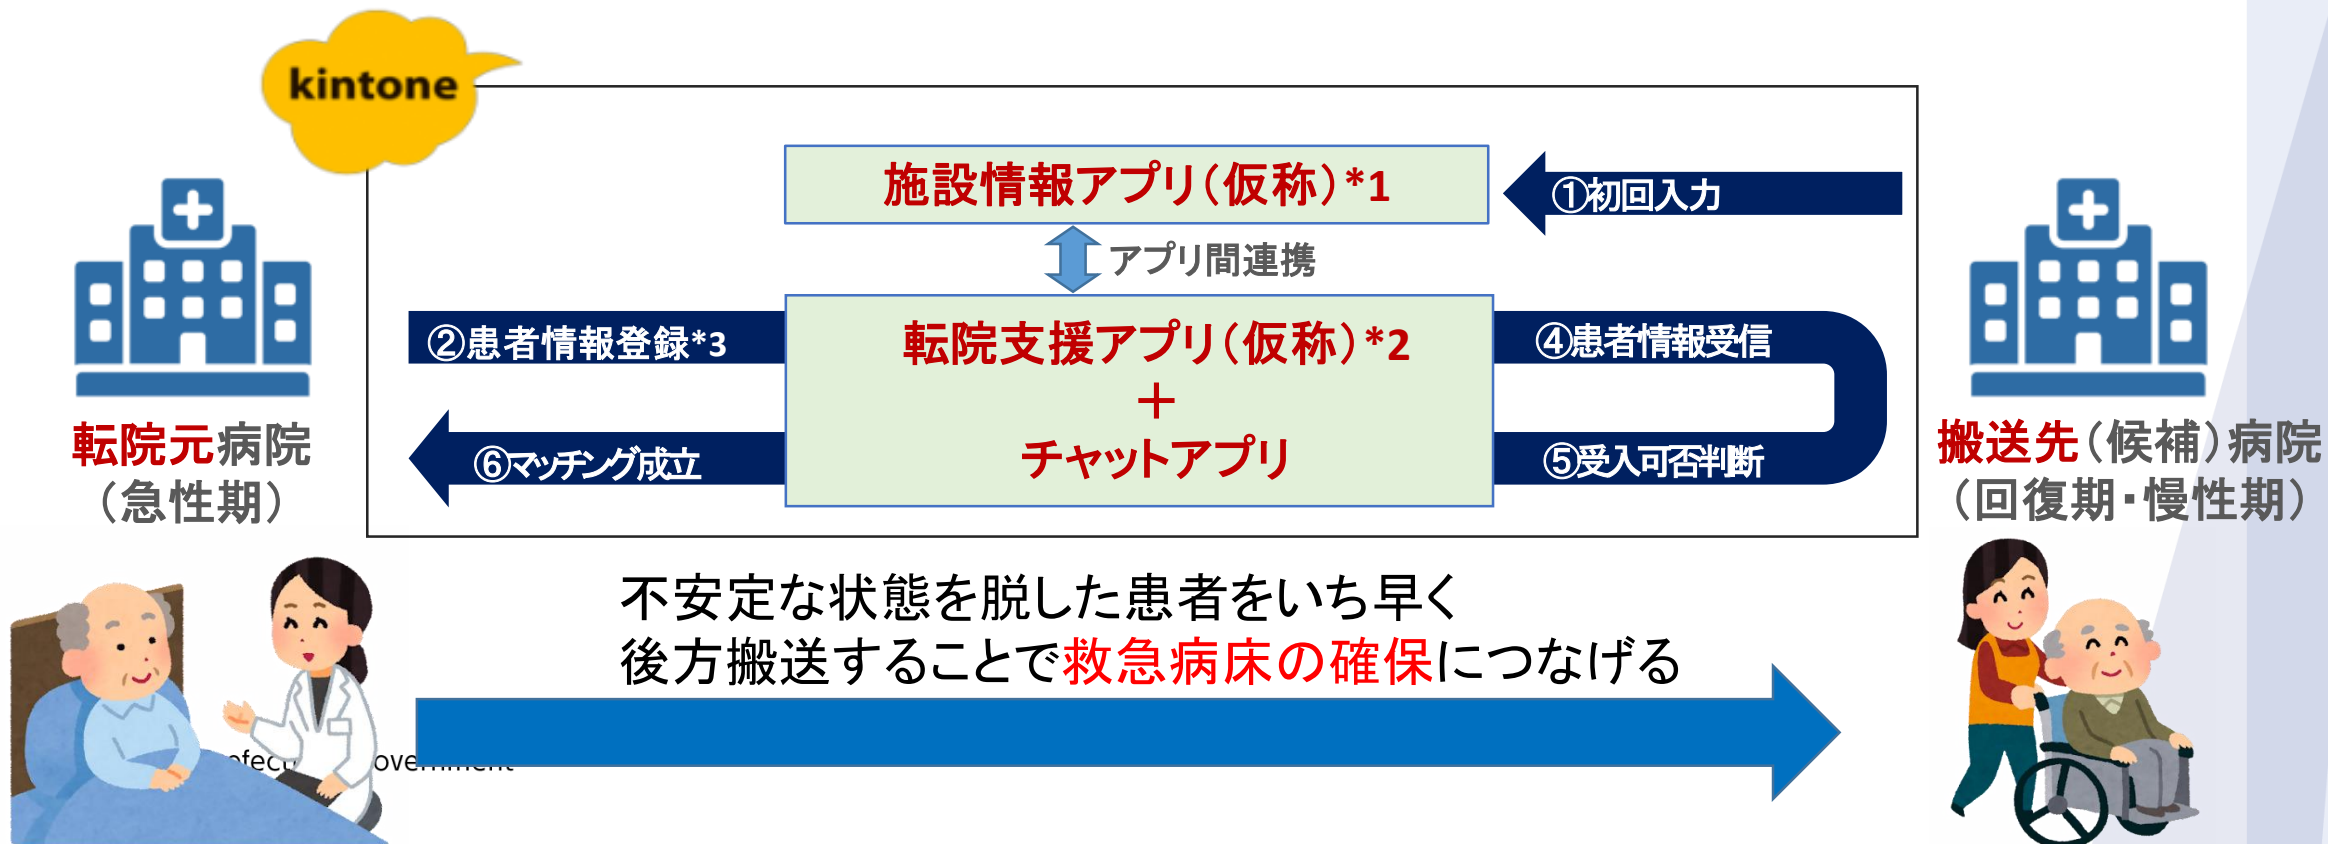 kintone
施設情報アプリ（仮称）*1
①初回入力
アプリ間連携
②患者情報登録*3
転院支援アプリ（仮称）*2
＋
チャットアプリ
④患者情報受信
⑤受入可否判断
⑥マッチング成立
転院元病院
（急性期）
搬送先（候補）病院
（回復期・慢性期）
不安定な状態を脱した患者をいち早く
後方搬送することで救急病床の確保につなげる